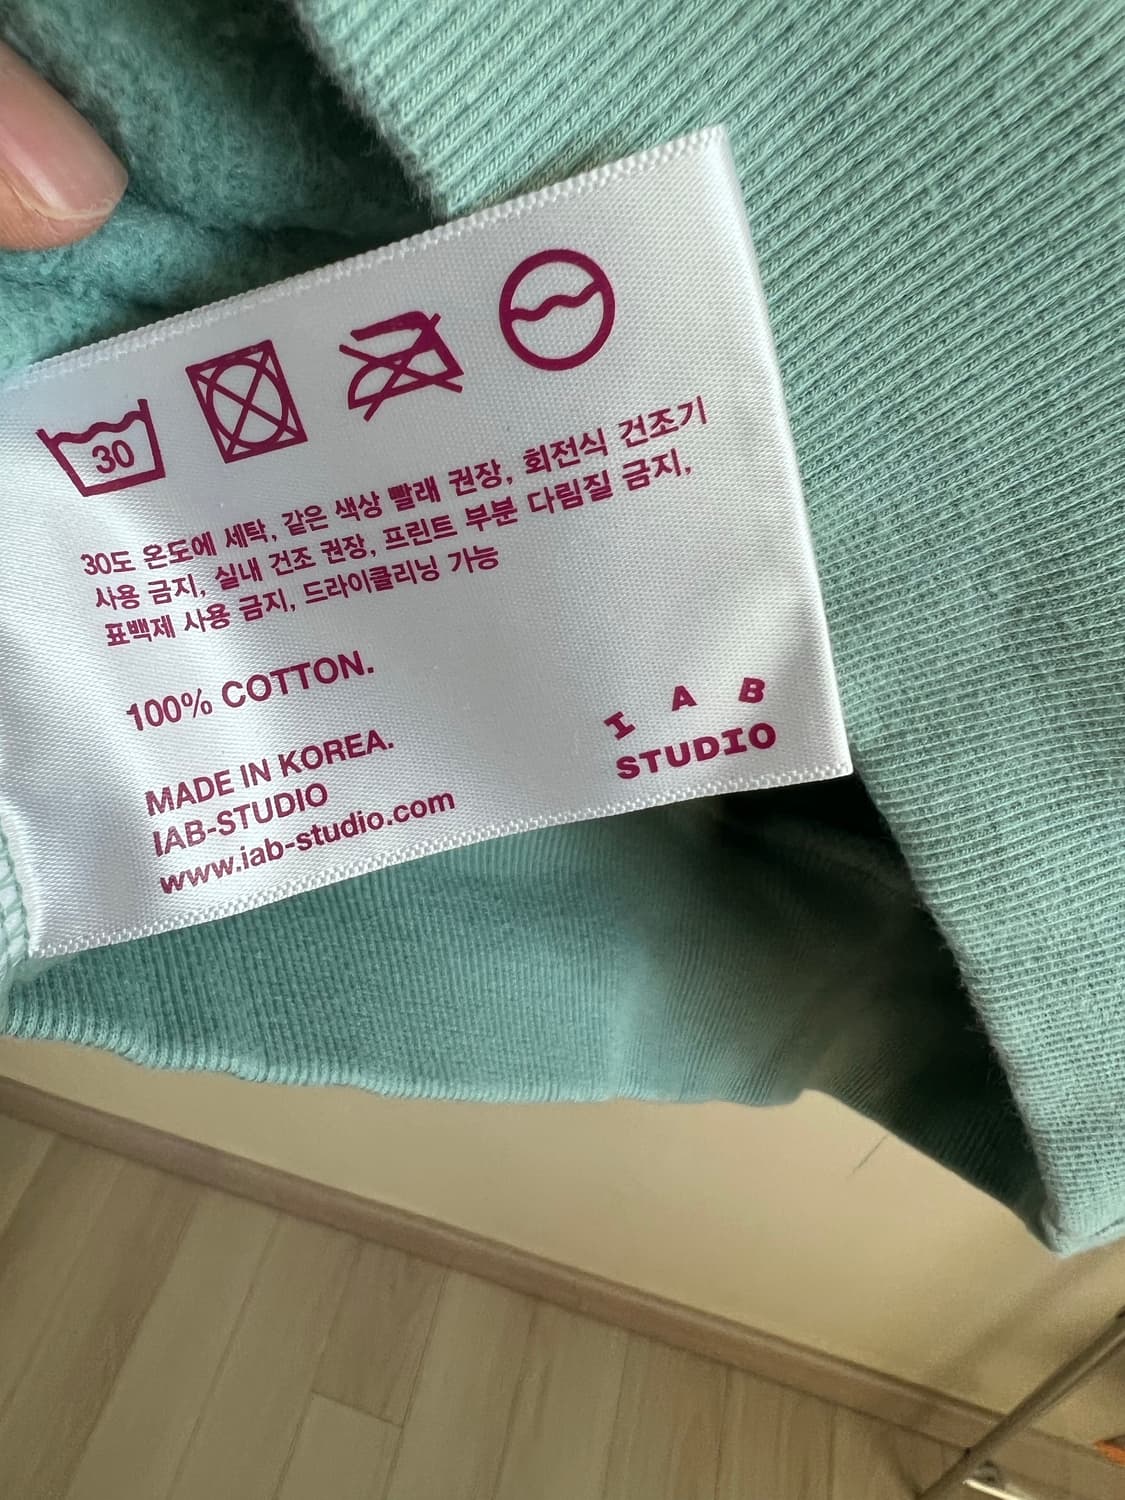 30
30도 온도에 세탁, 같은 색상 빨래 권장, 회전식 건조기
사용 금지, 실내 건조 권장, 프린트 부분 다림질 금지,
표백제 사용 금지, 드라이클리닝 가능
100% COTTON.
MADE IN KOREA.
IAB-STUDIO
www.iab-studio.com
I A B
STUDIO